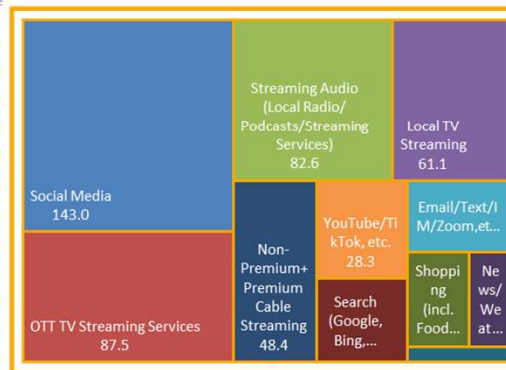 Social Media
143.0
OTT TV Streaming Services
87.5
Streaming Audio
(Local Radio/
Podcasts/Streaming
Services)
82.6
Local TV
Streaming
61.1
Non-
Premium+
Premium
Cable
Streaming
48.4
YouTube/Ti
kTok, etc.
28.3
Search
(Google,
Bing,...
Email/Text/I
M/Zoom,et...
Shoppi
ng
(incl.
Food...
Ne
ws/
We
at...